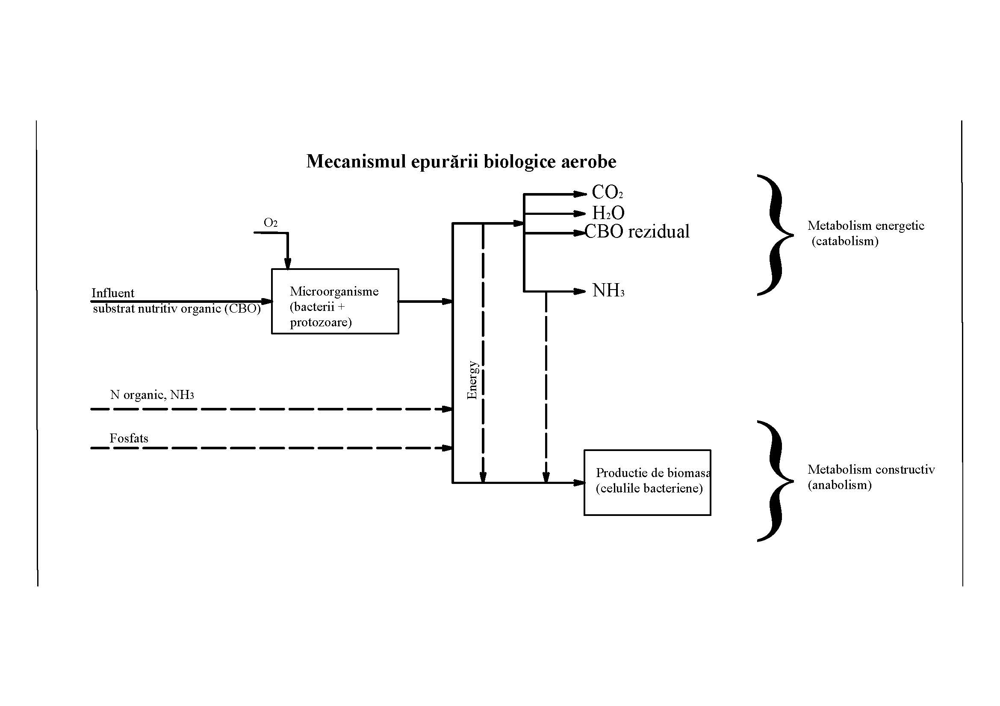 Mecanismul epurării biologice aerobe
CO2
H2O
CBO rezidual
NH3
Metabolism energetic
(catabolism)
O2
Influent
substrat nutritiv organic (CBO)
Microorganisme
(bacterii +
protozoare)
Energy
N organic, NH3
Fosfats
Productie de biomasa
(celulile bacteriene)
Metabolism constructiv
(anabolism)